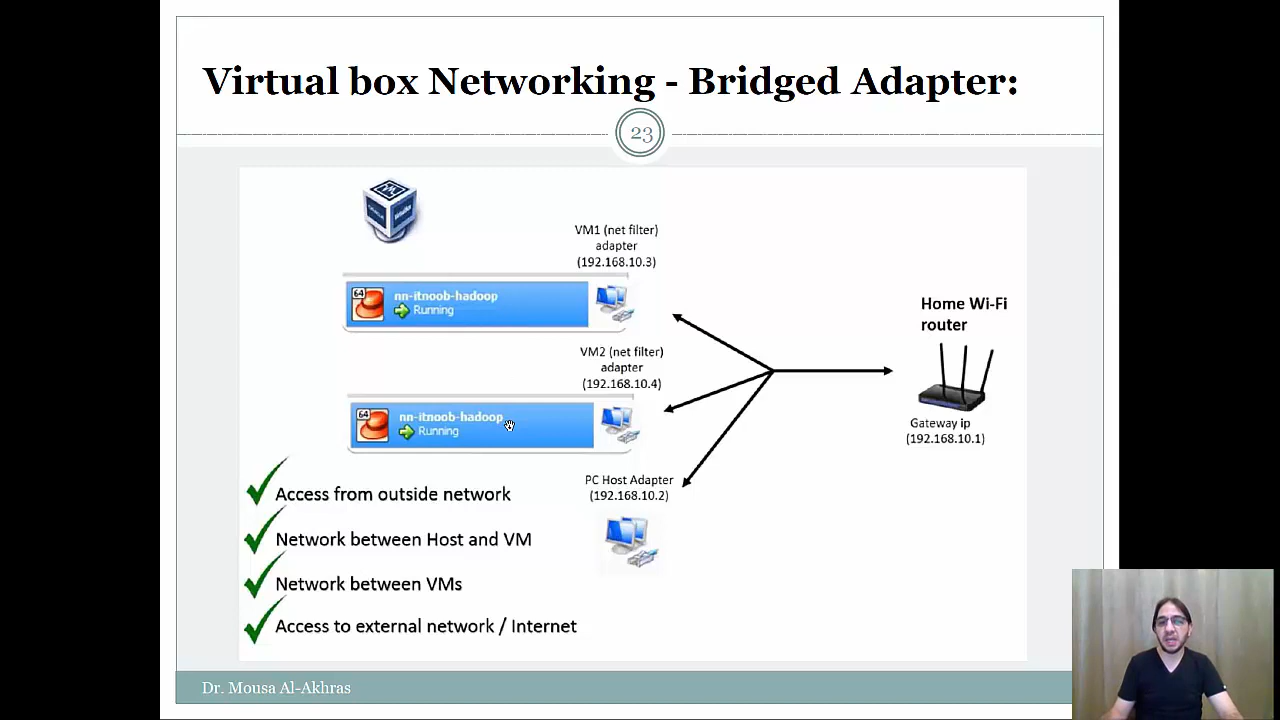 Virtual box Networking - Bridged Adapter:
23
VM1 (net filter)
adapter
(192.168.10.3)
64
nn-itnoob-hadoop
Running
VM2 (net filter)
adapter
(192.168.10.4)
64
nn-itnoob-hadoop
Running
Home Wi-Fi
router
Gateway ip
(192.168.10.1)
PC Host Adapter
(192.168.10.2)
Access from outside network
Network between Host and VM
Network between VMs
Access to external network / Internet
Dr. Mousa Al-Akhras